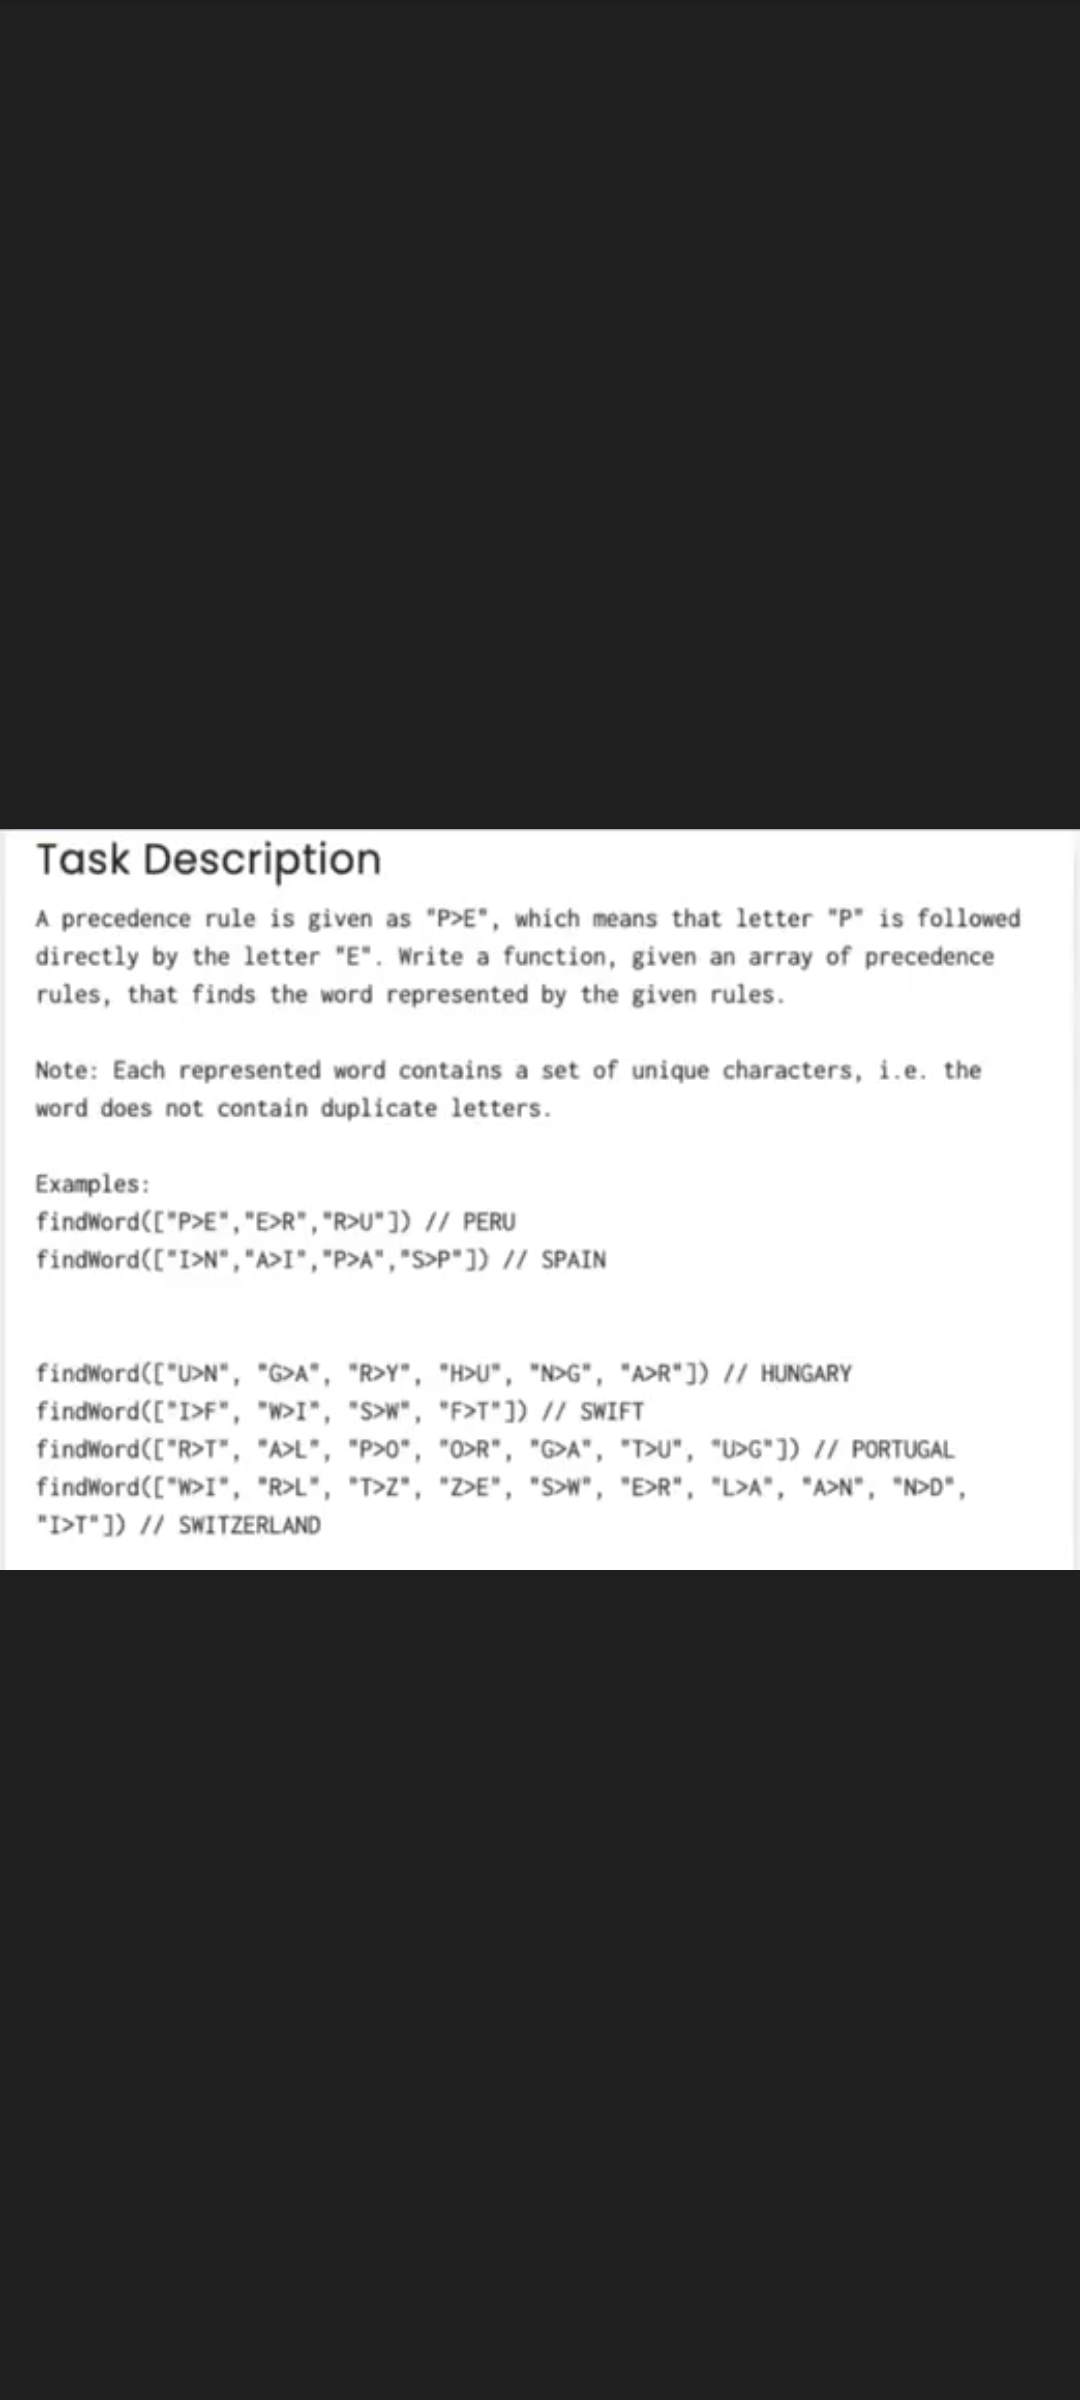 Task Description
A precedence rule is given as "P>E", which means that letter "P" is followed
directly by the letter "E". Write a function, given an array of precedence
rules, that finds the word represented by the given rules.
Note: Each represented word contains a set of unique characters, i.e. the
word does not contain duplicate letters.
Examples:
findWord(["P>E","E>R","R>U"]) // PERU
findWord(["I>N","A>I","P>A","S>P"]) // SPAIN
findWord(["U>N", "G>A", "R>Y", "H>U", "N>G", "A>R"]) // HUNGARY
findWord(["I>F", "W>I", "S>W", "F>T"]) // SWIFT
findWord(["R>T", "A>L", "P>O", "O>R", "G>A", "T>U", "U>G"]) // PORTUGAL
findWord(["W>I", "R>L", "T>Z", "Z>E", "S>W", "E>R", "L>A", "A>N", "N>D",
"I>T"]) // SWITZERLAND